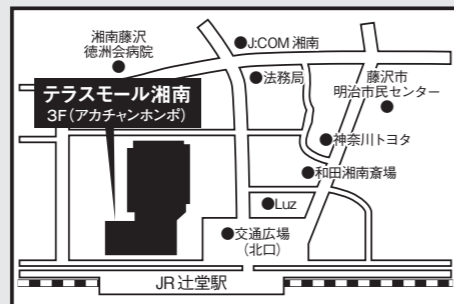 湘南藤沢
徳洲会病院
J:COM 湘南
法務局
藤沢市
明治市民センター
テラスモール湘南
3F(アカチャンホンポ)
神奈川トヨタ
和田湘南斎場
Luz
交通広場
(北口)
JR 辻堂駅